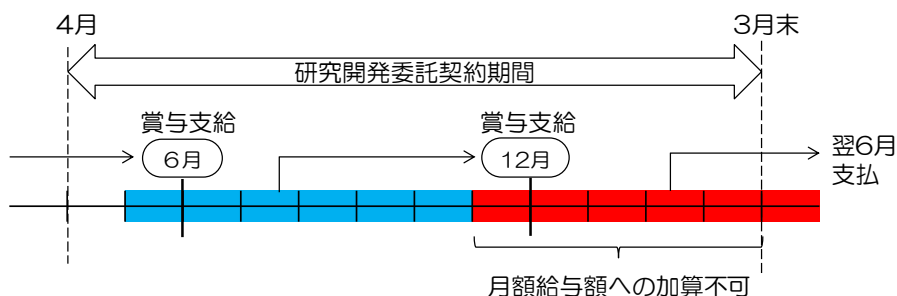 4月
3月末
研究開発委託契約期間
賞与支給
賞与支給
6月
12月
翌6月
支払
月額給与額への加算不可